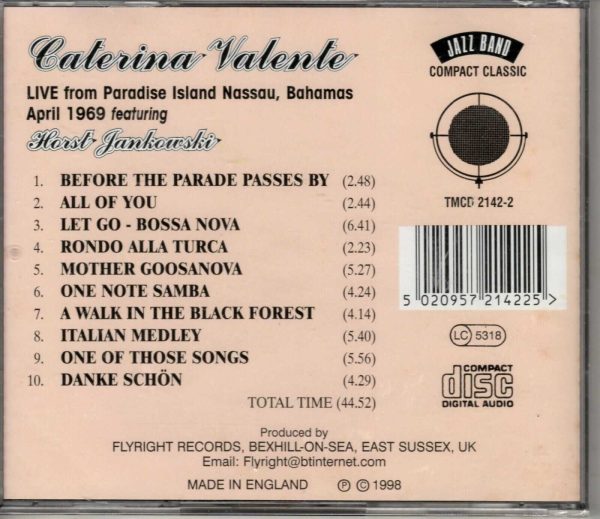 Caterina Valente
LIVE from Paradise Island Nassau, Bahamas
April 1969 featuring
Horst Jankowski
1. BEFORE THE PARADE PASSES BY (2.48)
2. ALL OF YOU (2.44)
3. LET GO - BOSSA NOVA (6.41)
4. RONDO ALLA TURCA (2.23)
5. MOTHER GOOSANOVA (5.27)
6. ONE NOTE SAMBA (4.24)
7. A WALK IN THE BLACK FOREST (4.14)
8. ITALIAN MEDLEY (5.40)
9. ONE OF THOSE SONGS (5.56)
10. DANKE SCHÖN (4.29)
TOTAL TIME (44.52)
Produced by
FLYRIGHT RECORDS, BEXHILL-ON-SEA, EAST SUSSEX, UK
Email: Flyright@btinternet.com
MADE IN ENGLAND Ⓟ © 1998
JAZZ BAND
COMPACT CLASSIC
TMCD 2142-2
5 020957 214225 >
LC 5318
COMPACT
disc
DIGITAL AUDIO